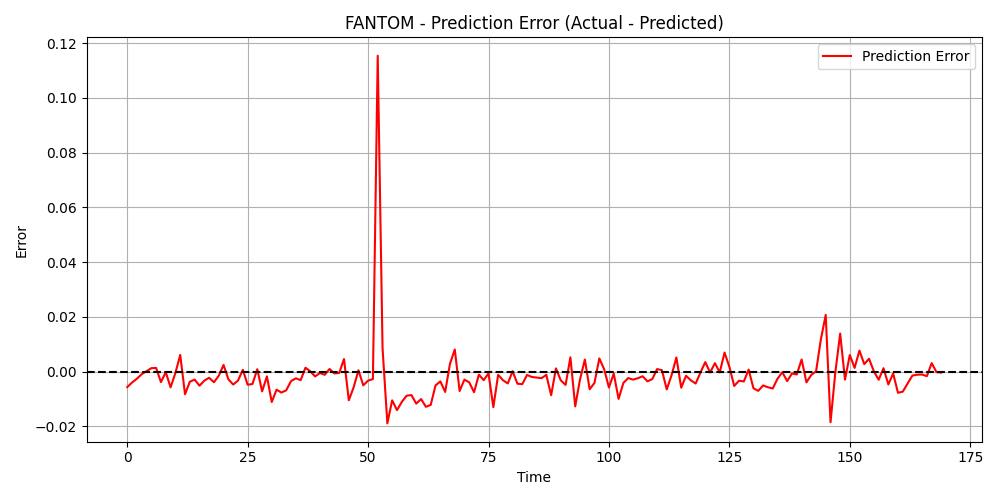 FANTOM - Prediction Error (Actual - Predicted)
Prediction Error
0.12
0.10
0.08
0.06
0.04
0.02
0.00
−0.02
Error
0 25 50 75 100 125 150 175
Time